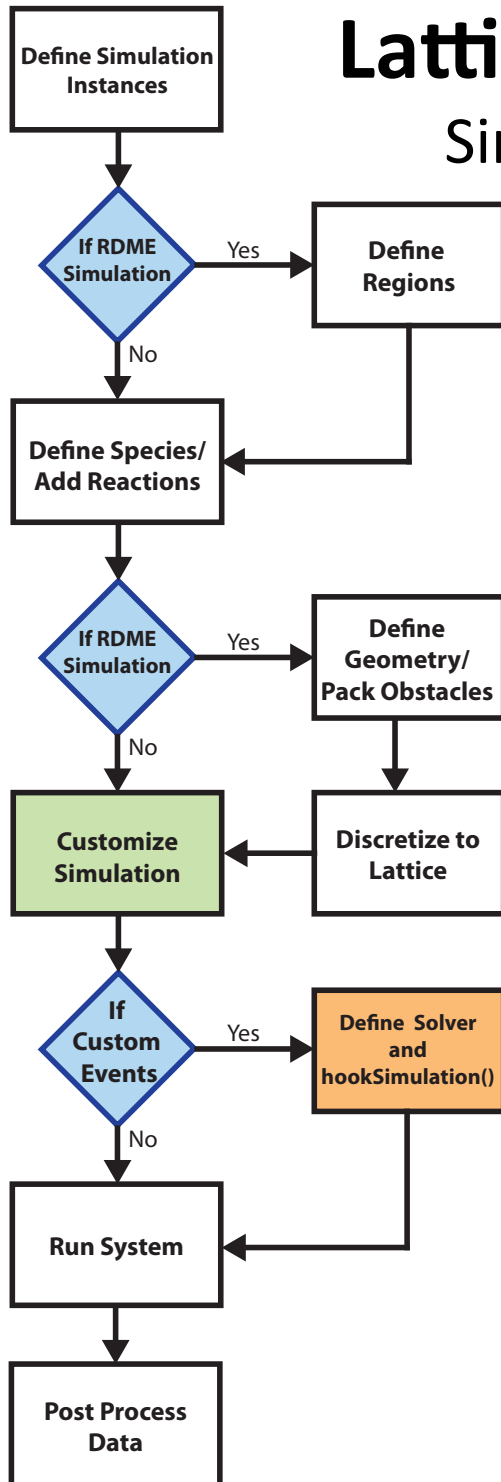 Latti
Sir
Define Simulation
Instances
If RDME
Simulation
Yes
Define
Regions
No
Define Species/
Add Reactions
If RDME
Simulation
Yes
Define
Geometry/
Pack Obstacles
No
Customize
Simulation
Discretize to
Lattice
If
Custom
Events
Yes
Define Solver
and
hookSimulation()
No
Run System
Post Process
Data